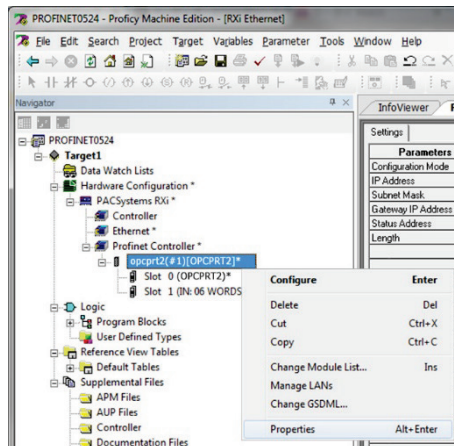 PROFINET0524 - Proficy Machine Edition - [RXi Ethernet]
File Edit Search Project Target Variables Parameter Tools Window Help
Navigator
InfoViewer
PROFINET0524
Target1
Data Watch Lists
Hardware Configuration *
PACSystems RXi *
Controller
Ethernet *
Profinet Controller *
opcprt2(#1)[OPCPRT2]*
Slot 0 (OPCPRT2)*
Slot 1 (IN: 06 WORDS
Logic
Program Blocks
User Defined Types
Reference View Tables
Default Tables
Supplemental Files
APM Files
AUP Files
Controller
Documentation Files
Settings
Parameters
Configuration Mode
IP Address
Subnet Mask
Gateway IP Address
Status Address
Length
Configure Enter
Delete Del
Cut Ctrl+X
Copy Ctrl+C
Change Module List... Ins
Manage LANs
Change GSDML...
Properties Alt+Enter